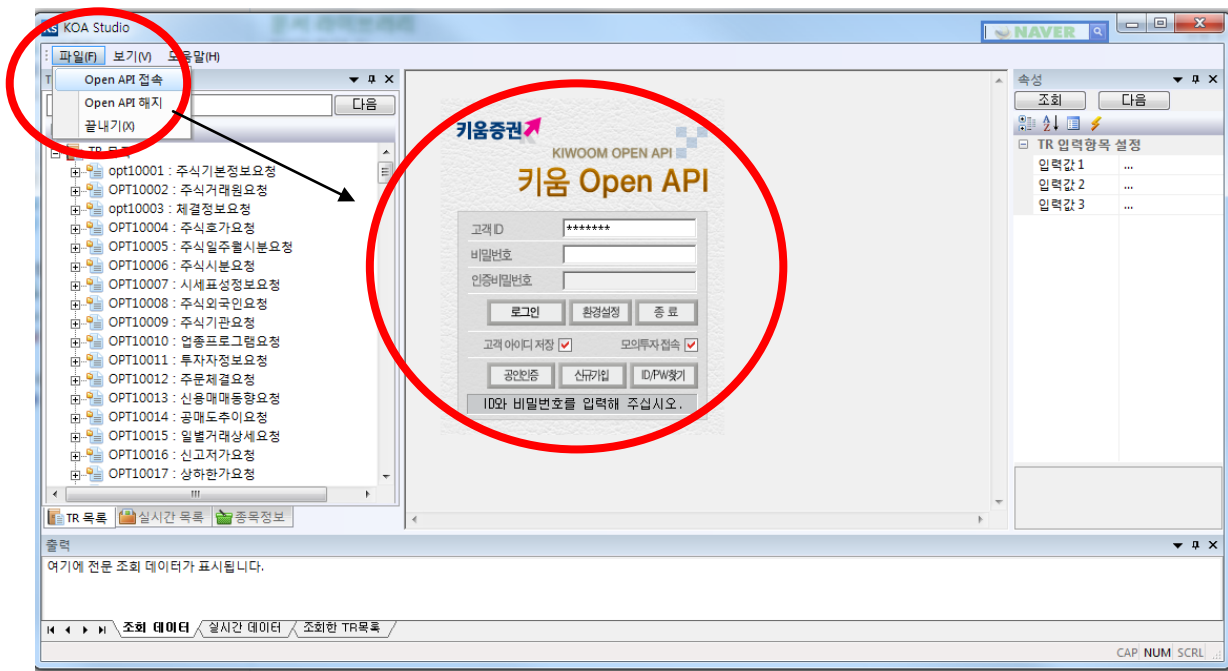 KS KOA Studio
NAVER
파일(F) 보기(V) 도움말(H)
Open API 접속
Open API 해지
끝내기(X)
다음
TR 목록
opt10001 : 주식기본정보요청
OPT10002 : 주식거래원요청
opt10003 : 체결정보요청
OPT10004 : 주식호가요청
OPT10005 : 주식일주월시분요청
OPT10006 : 주식시분요청
OPT10007 : 시세표성정보요청
OPT10008 : 주식외국인요청
OPT10009 : 주식기관요청
OPT10010 : 업종프로그램요청
OPT10011 : 투자자정보요청
OPT10012 : 주문체결요청
OPT10013 : 신용매매동향요청
OPT10014 : 공매도추이요청
OPT10015 : 일별거래상세요청
OPT10016 : 신고저가요청
OPT10017 : 상하한가요청
TR 목록 실시간 목록 종목정보
키움증권
KIWOOM OPEN API
키움 Open API
고객 ID *******
비밀번호
인증비밀번호
로그인 환경설정 종 료
고객 아이디 저장 모의투자 접속
공인인증 신규가입 ID/PW찾기
ID와 비밀번호를 입력해 주십시오.
속성
조회 다음
TR 입력항목 설정
입력값 1 ...
입력값 2 ...
입력값 3 ...
출력
여기에 전문 조회 데이터가 표시됩니다.
조회 데이터 실시간 데이터 조회한 TR목록
CAP NUM SCRL